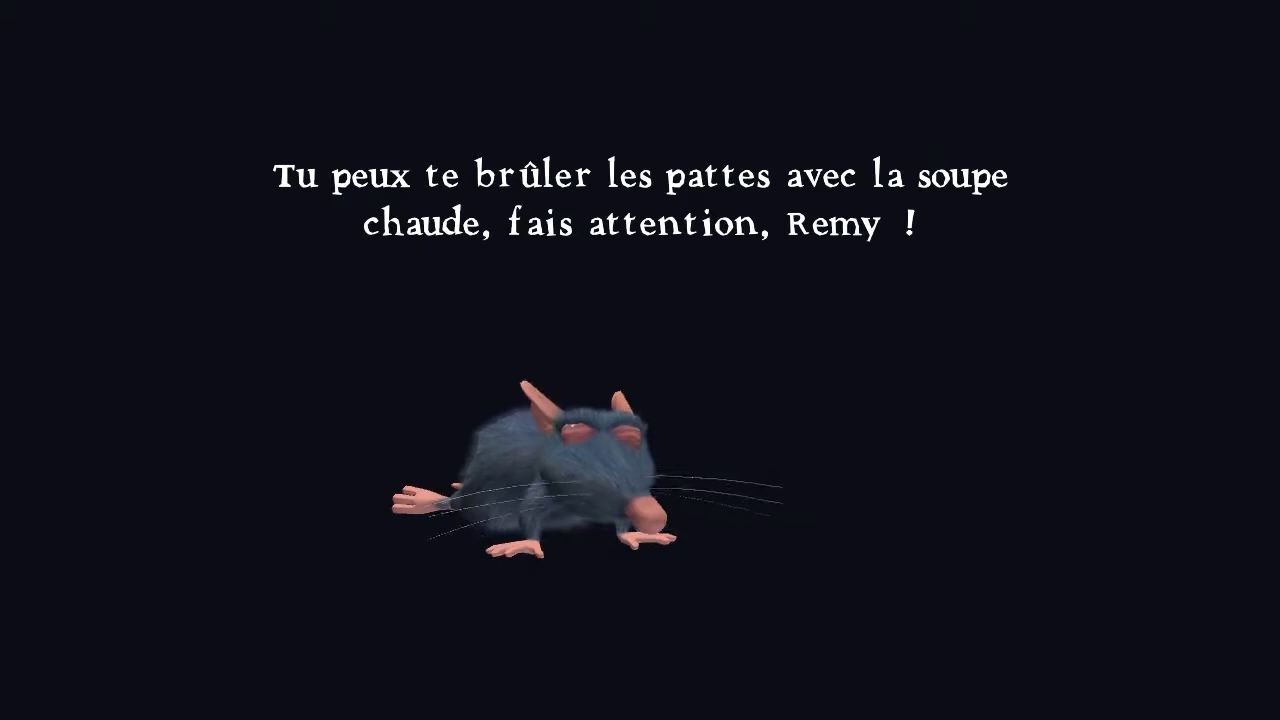 Tu peux te brûler les pattes avec la soupe
chaude, fais attention, Remy !